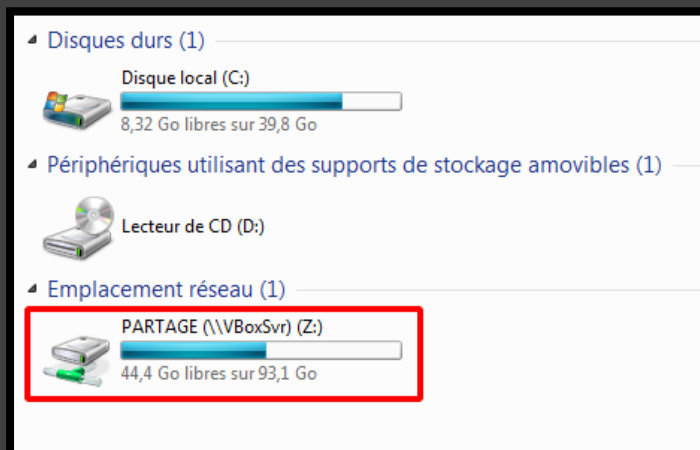 Disques durs (1)
Disque local (C:)
8,32 Go libres sur 39,8 Go
Périphériques utilisant des supports de stockage amovibles (1)
Lecteur de CD (D:)
Emplacement réseau (1)
PARTAGE (\\VBoxSvr) (Z:)
44,4 Go libres sur 93,1 Go